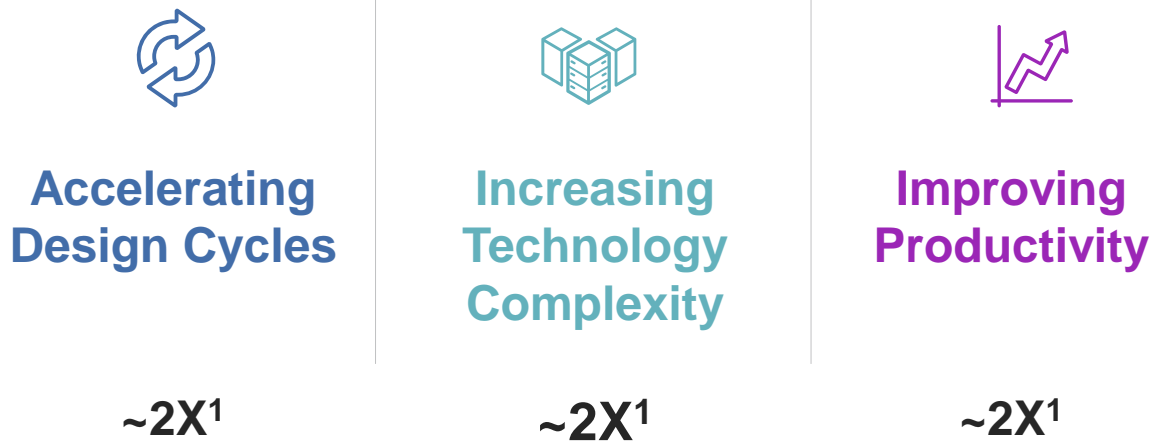 Accelerating
Design Cycles
~2X¹
Increasing
Technology
Complexity
~2X¹
Improving
Productivity
~2X¹